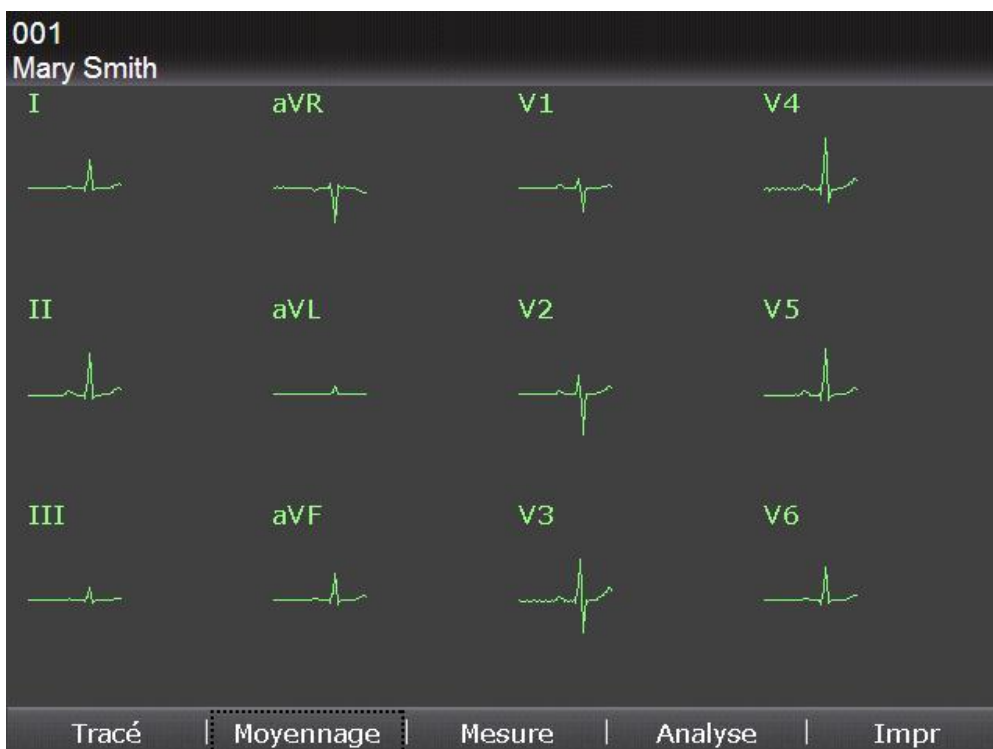 001
Mary Smith
I aVR V1 V4
II aVL V2 V5
III aVF V3 V6
Tracé | Moyennage | Mesure | Analyse | Impr